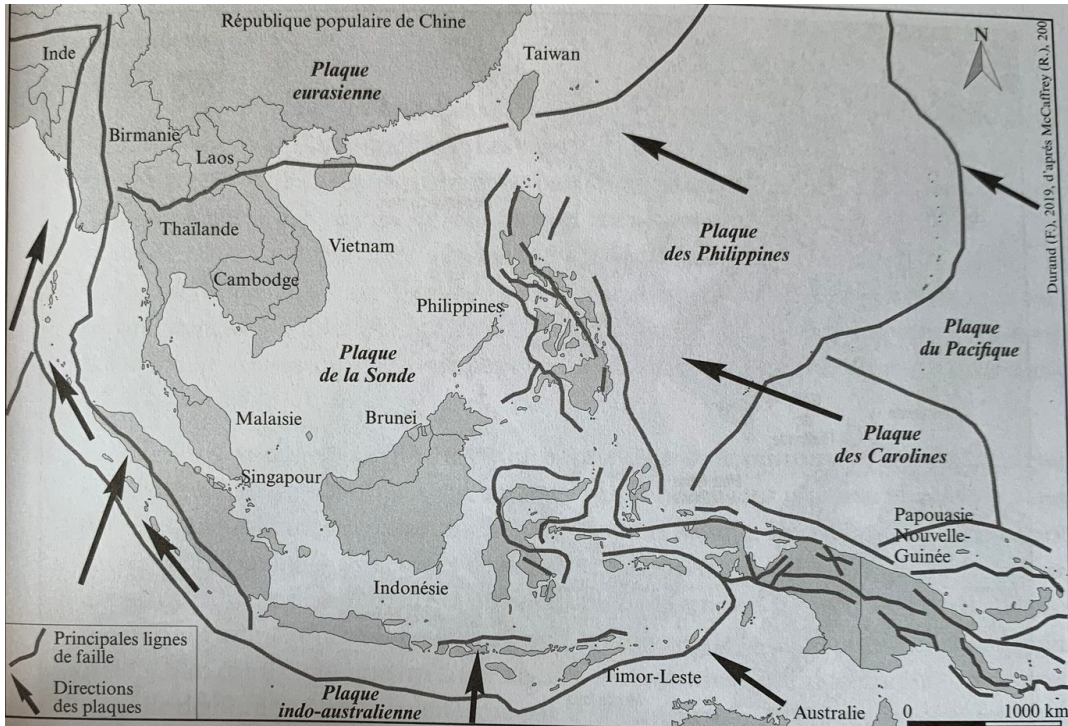 République populaire de Chine
Inde
Plaque
eurasienne
Taiwan
N
Birmanie
Laos
Thaïlande
Vietnam
Cambodge
Philippines
Plaque
des Philippines
Plaque
de la Sonde
Plaque
du Pacifique
Malaisie
Brunei
Plaque
des Carolines
Singapour
Papouasie
Nouvelle-
Guinée
Indonésie
Timor-Leste
Plaque
indo-australienne
Australie
0 1000 km
Principales lignes
de faille
Directions
des plaques
Durand (F.), 2019, d'après McCaffrey (R.), 200